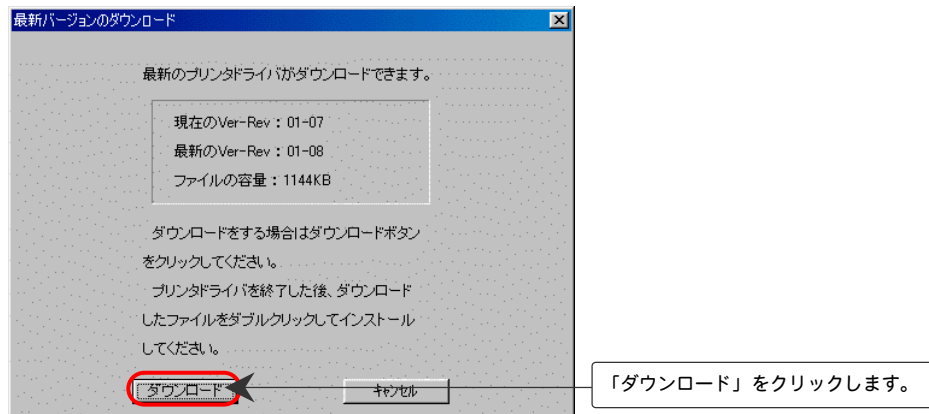 最新バージョンのダウンロード
最新のプリンタドライバがダウンロードできます。
現在のVer-Rev：01-07
最新のVer-Rev：01-08
ファイルの容量：1144KB
ダウンロードをする場合はダウンロードボタン
をクリックしてください。
プリンタドライバを終了した後、ダウンロード
したファイルをダブルクリックしてインストール
してください。
ダウンロード
キャンセル
「ダウンロード」をクリックします。